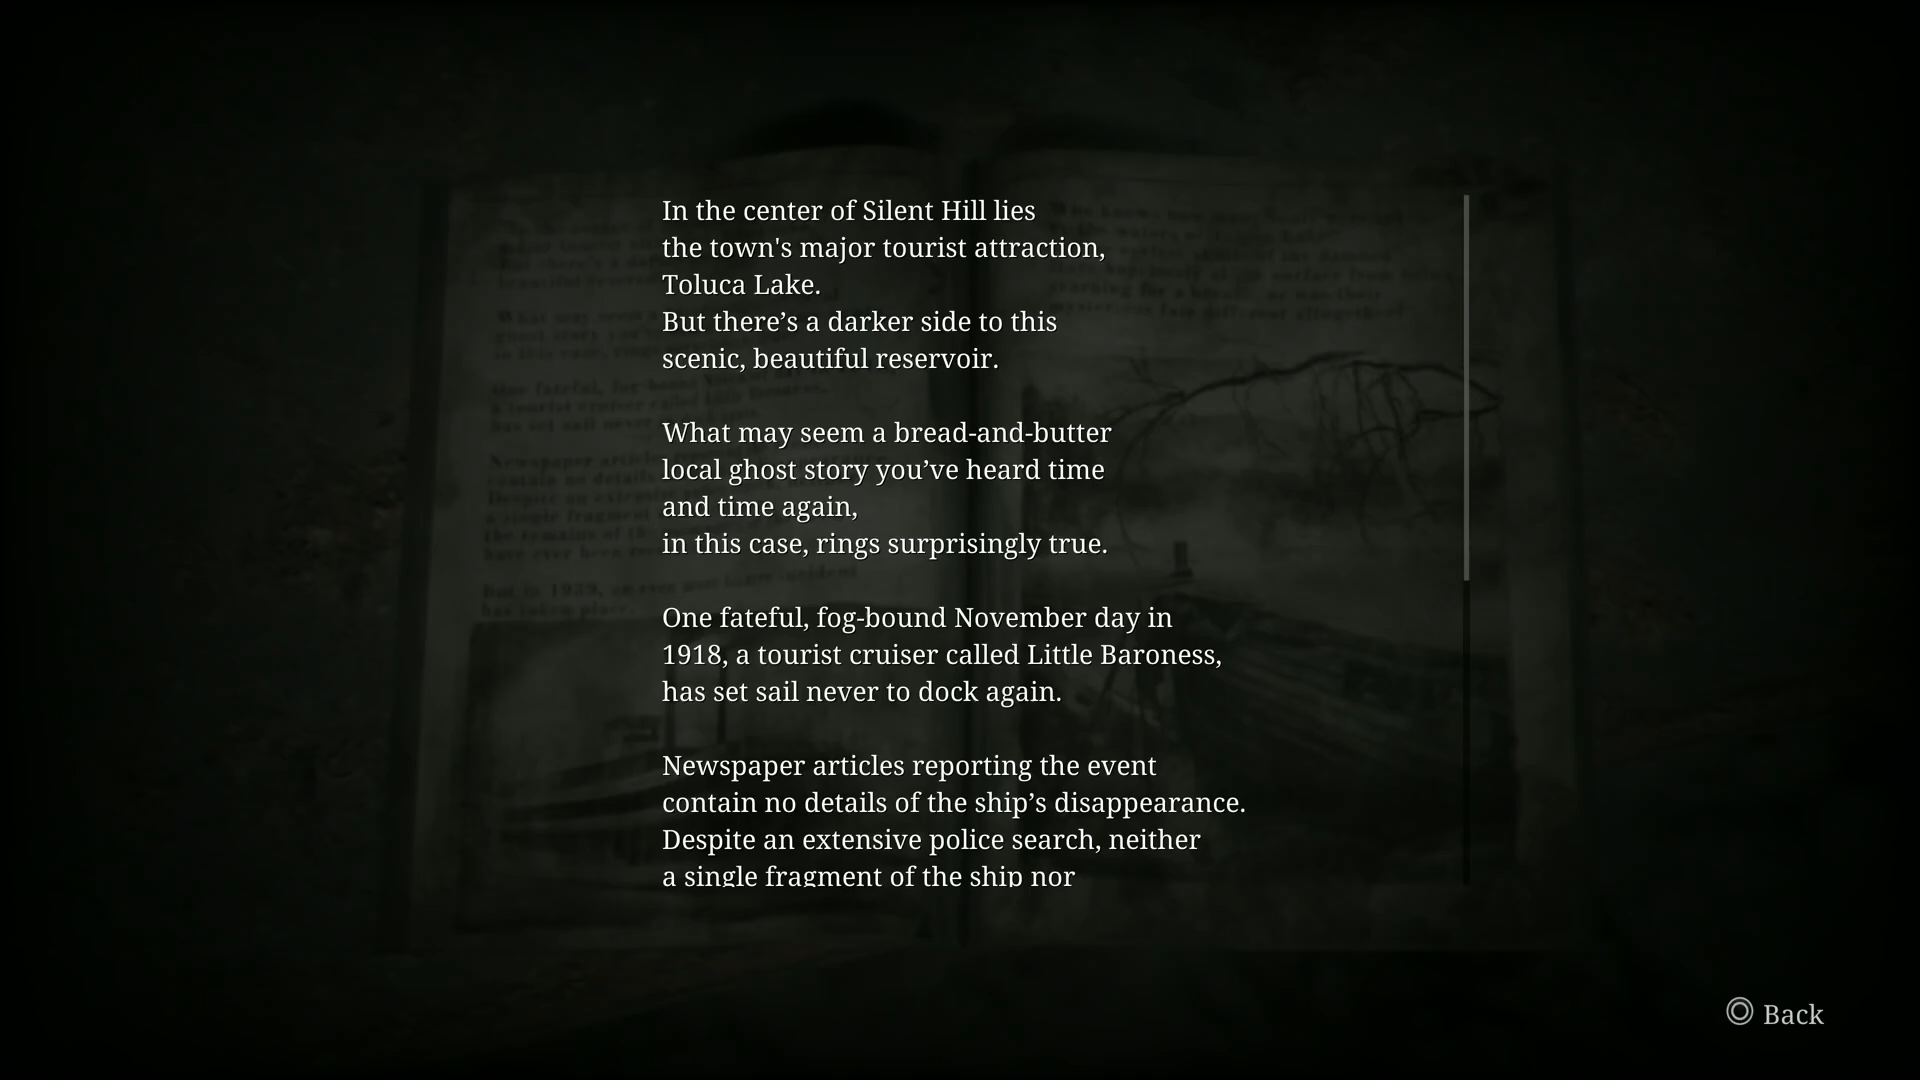 In the center of Silent Hill lies
the town's major tourist attraction,
Toluca Lake.
But there’s a darker side to this
scenic, beautiful reservoir.
What may seem a bread-and-butter
local ghost story you’ve heard time
and time again,
in this case, rings surprisingly true.
One fateful, fog-bound November day in
1918, a tourist cruiser called Little Baroness,
has set sail never to dock again.
Newspaper articles reporting the event
contain no details of the ship’s disappearance.
Despite an extensive police search, neither
a single fragment of the ship nor
Back